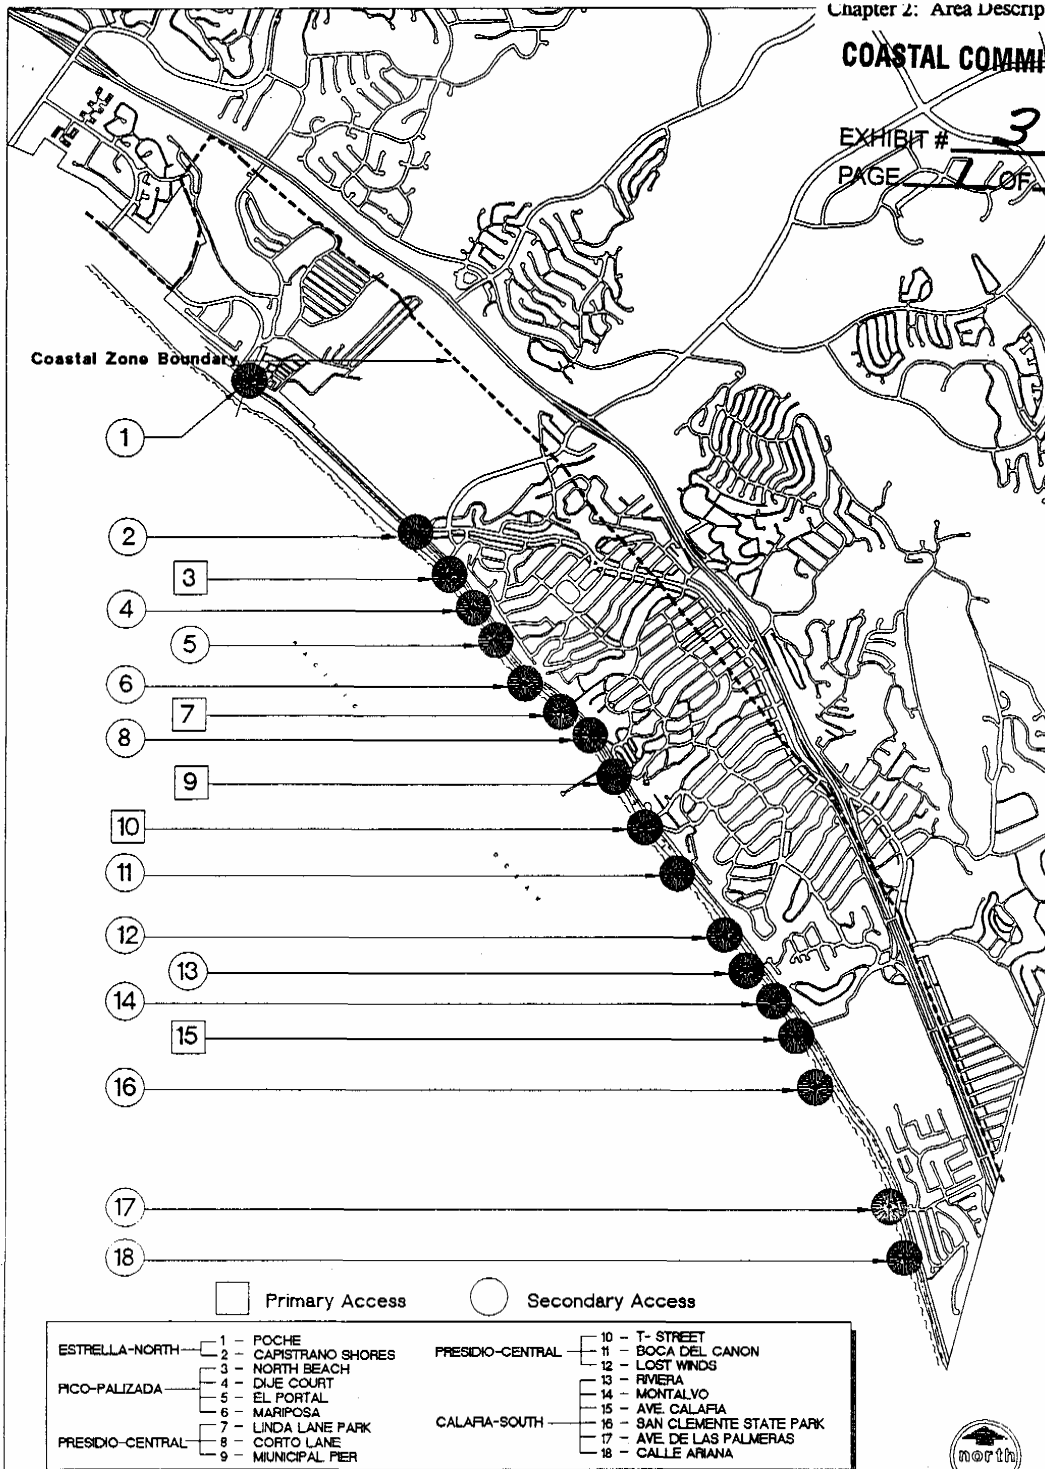 Chapter 2: Area Descrip
COASTAL COMMI
EXHIBIT # 3
PAGE 1 OF
Coastal Zone Boundary
1
2
3
4
5
6
7
8
9
10
11
12
13
14
15
16
17
18
Primary Access
Secondary Access
ESTRELLA-NORTH
1 - POCHE
2 - CAPISTRANO SHORES
PICO-PALIZADA
3 - NORTH BEACH
4 - DIJE COURT
5 - EL PORTAL
6 - MARIPOSA
PRESIDIO-CENTRAL
7 - LINDA LANE PARK
8 - CORTO LANE
9 - MUNICIPAL PIER
PRESIDIO-CENTRAL
10 - T- STREET
11 - BOCA DEL CANON
12 - LOST WINDS
CALAFIA-SOUTH
13 - RIVIERA
14 - MONTALVO
15 - AVE. CALAFIA
16 - SAN CLEMENTE STATE PARK
17 - AVE. DE LAS PALMERAS
18 - CALLE ARIANA
north